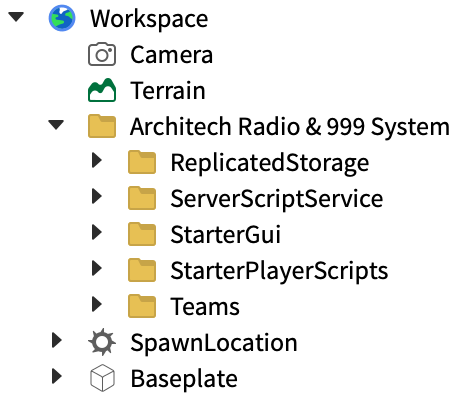 Workspace
Camera
Terrain
Architech Radio & 999 System
ReplicatedStorage
ServerScriptService
StarterGui
StarterPlayerScripts
Teams
SpawnLocation
Baseplate